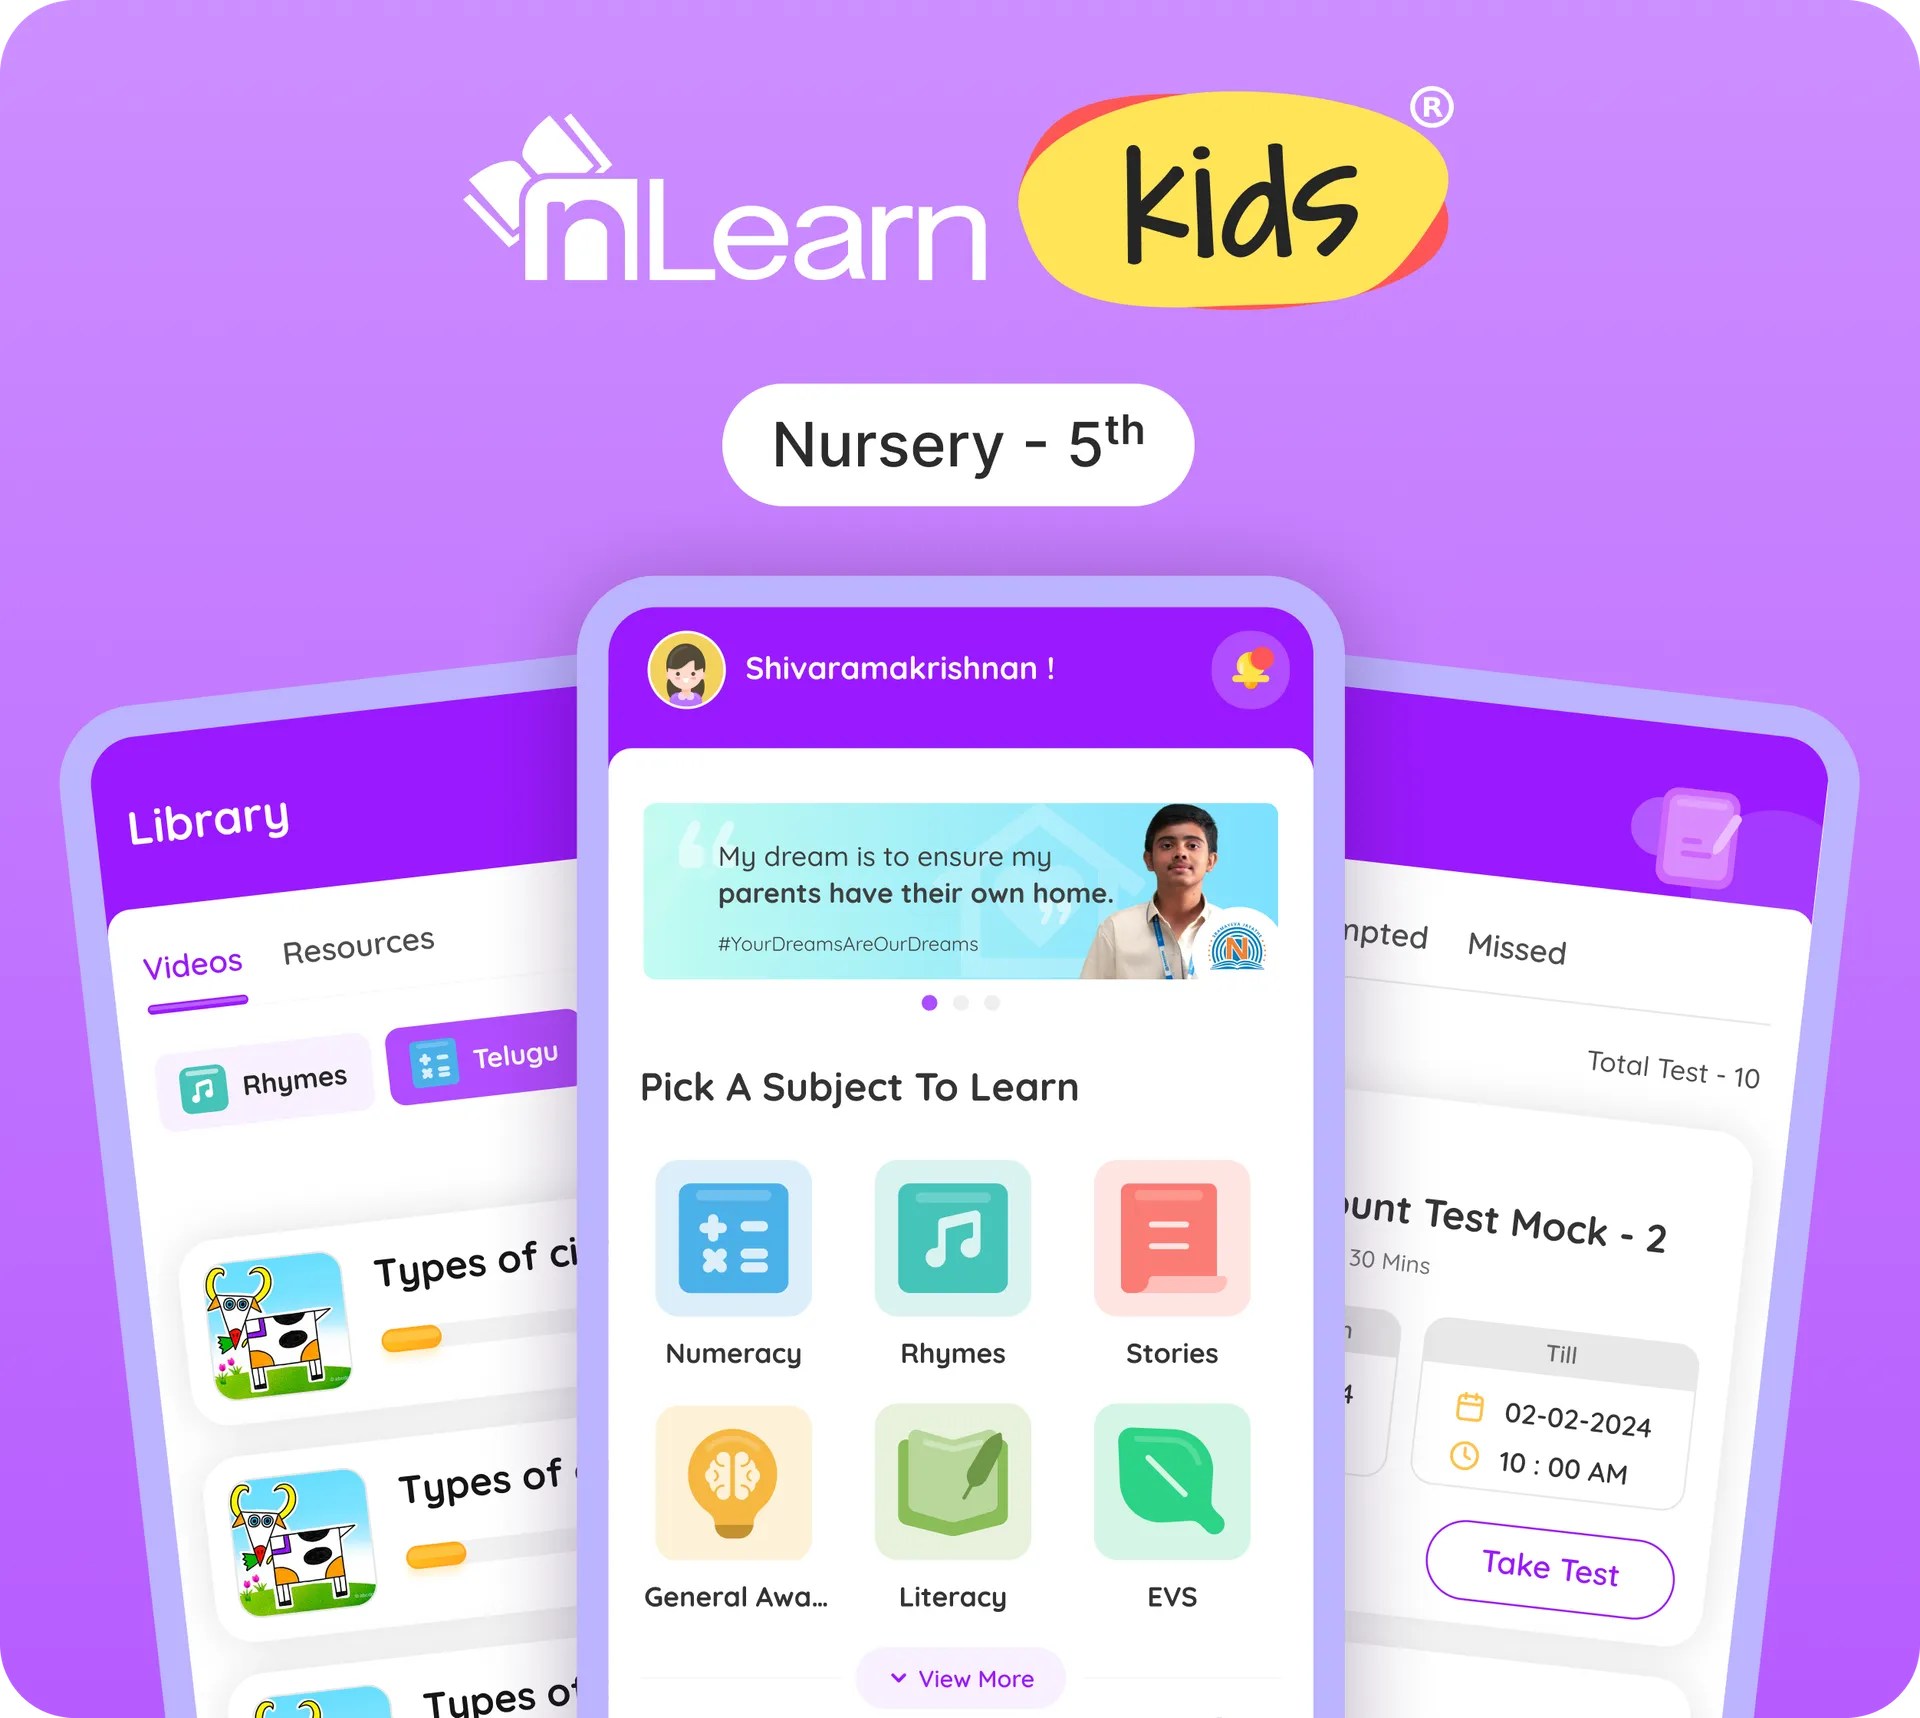 nLearn kids ®
Nursery - 5th
Shivaramakrishnan !
My dream is to ensure my
parents have their own home.
#YourDreamsAreOurDreams
N
Pick A Subject To Learn
Numeracy
Rhymes
Stories
General Awa...
Literacy
EVS
View More
Library
Videos
Resources
Rhymes
Telugu
Types of ci
Types of
Types of
mpted
Missed
Total Test - 10
ount Test Mock - 2
30 Mins
n
4
Till
02-02-2024
10 : 00 AM
Take Test